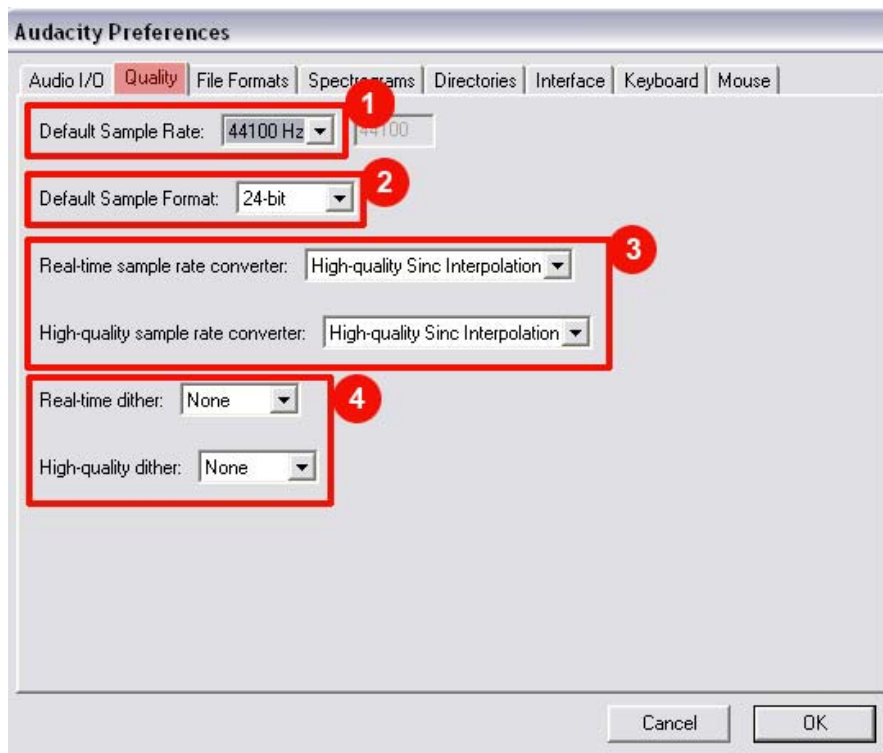 Audacity Preferences
Audio I/O Quality File Formats Spectrograms Directories Interface Keyboard Mouse
1
Default Sample Rate: 44100 Hz 44100
2
Default Sample Format: 24-bit
3
Real-time sample rate converter: High-quality Sinc Interpolation
High-quality sample rate converter: High-quality Sinc Interpolation
4
Real-time dither: None
High-quality dither: None
Cancel OK